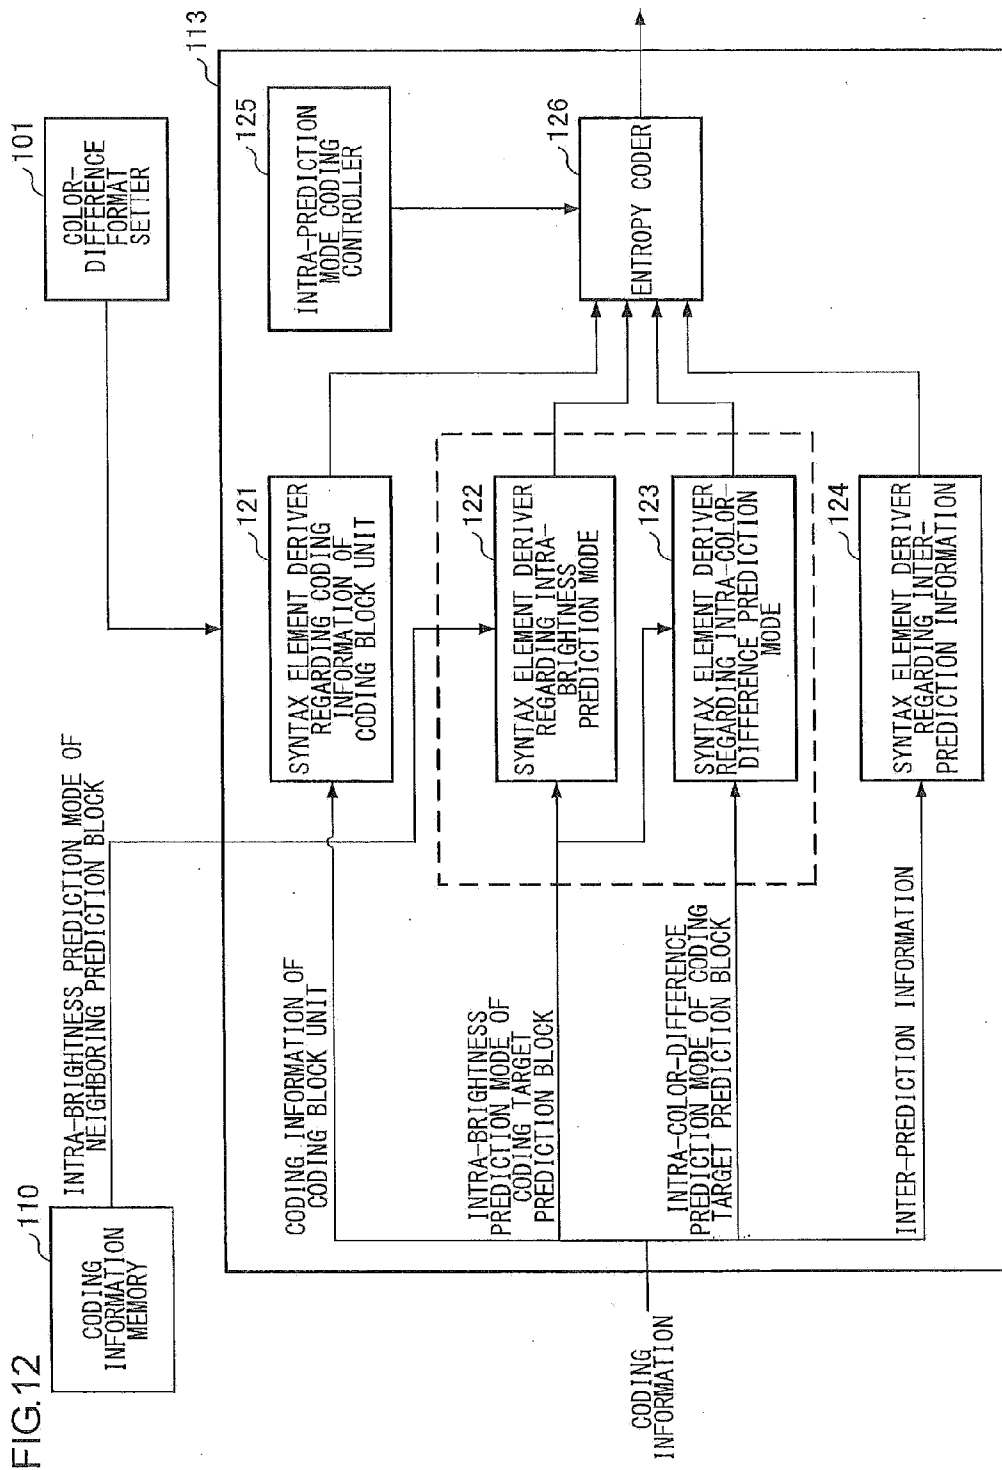 FIG.12
CODING
INFORMATION
MEMORY
110
INTRA-BRIGHTNESS PREDICTION MODE OF
NEIGHBORING PREDICTION BLOCK
COLOR-
DIFFERENCE
FORMAT
SETTER
101
113
CODING INFORMATION OF
CODING BLOCK UNIT
SYNTAX ELEMENT DERIVER
REGARDING CODING
INFORMATION OF
CODING BLOCK UNIT
121
INTRA-PREDICTION
MODE CODING
CONTROLLER
125
INTRA-BRIGHTNESS
PREDICTION MODE OF
CODING TARGET
PREDICTION BLOCK
SYNTAX ELEMENT DERIVER
REGARDING INTRA-
BRIGHTNESS
PREDICTION MODE
122
ENTROPY CODER
126
CODING
INFORMATION
INTRA-COLOR-DIFFERENCE
PREDICTION MODE OF CODING
TARGET PREDICTION BLOCK
SYNTAX ELEMENT DERIVER
REGARDING INTRA-COLOR-
DIFFERENCE PREDICTION
MODE
123
INTER-PREDICTION INFORMATION
SYNTAX ELEMENT DERIVER
REGARDING INTER-
PREDICTION INFORMATION
124